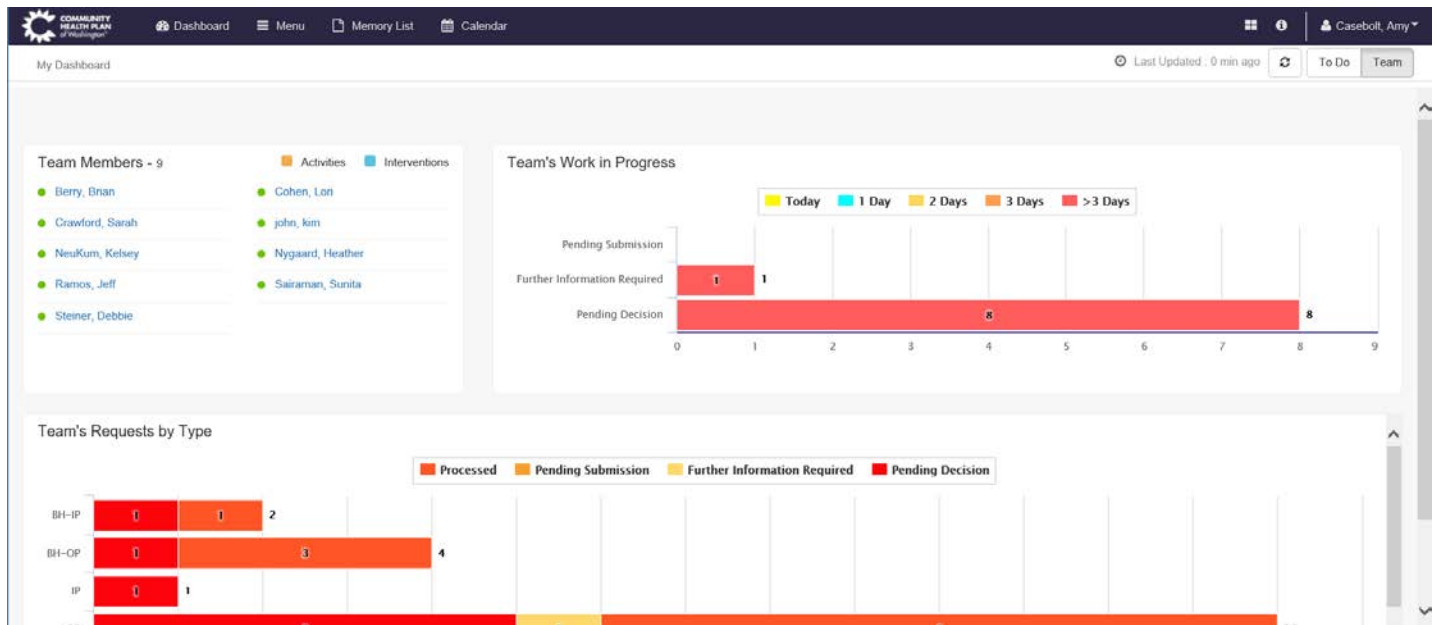 COMMUNITY
HEALTH PLAN
of Washington
Dashboard Menu Memory List Calendar
Casebolt, Amy
My Dashboard
Last Updated : 0 min ago To Do Team
Team Members - 9
Activities Interventions
Berry, Brian Cohen, Lori
Crawford, Sarah john, kim
NeuKum, Kelsey Nygaard, Heather
Ramos, Jeff Sairaman, Sunita
Steiner, Debbie
Team's Work in Progress
Today 1 Day 2 Days 3 Days >3 Days
Pending Submission
Further Information Required 1 1
Pending Decision 8 8
0 1 2 3 4 5 6 7 8 9
Team's Requests by Type
Processed Pending Submission Further Information Required Pending Decision
BH-IP 1 1 2
BH-OP 1 3 4
IP 1 1